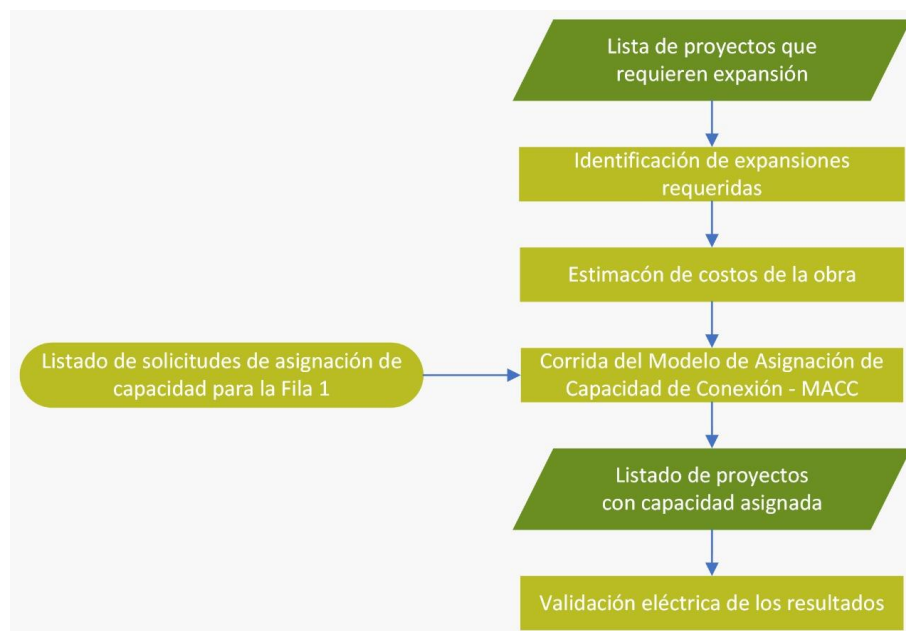 Lista de proyectos que
requieren expansión
Identificación de expansiones
requeridas
Estimacón de costos de la obra
Listado de solicitudes de asignación de
capacidad para la Fila 1
Corrida del Modelo de Asignación de
Capacidad de Conexión - MACC
Listado de proyectos
con capacidad asignada
Validación eléctrica de los resultados